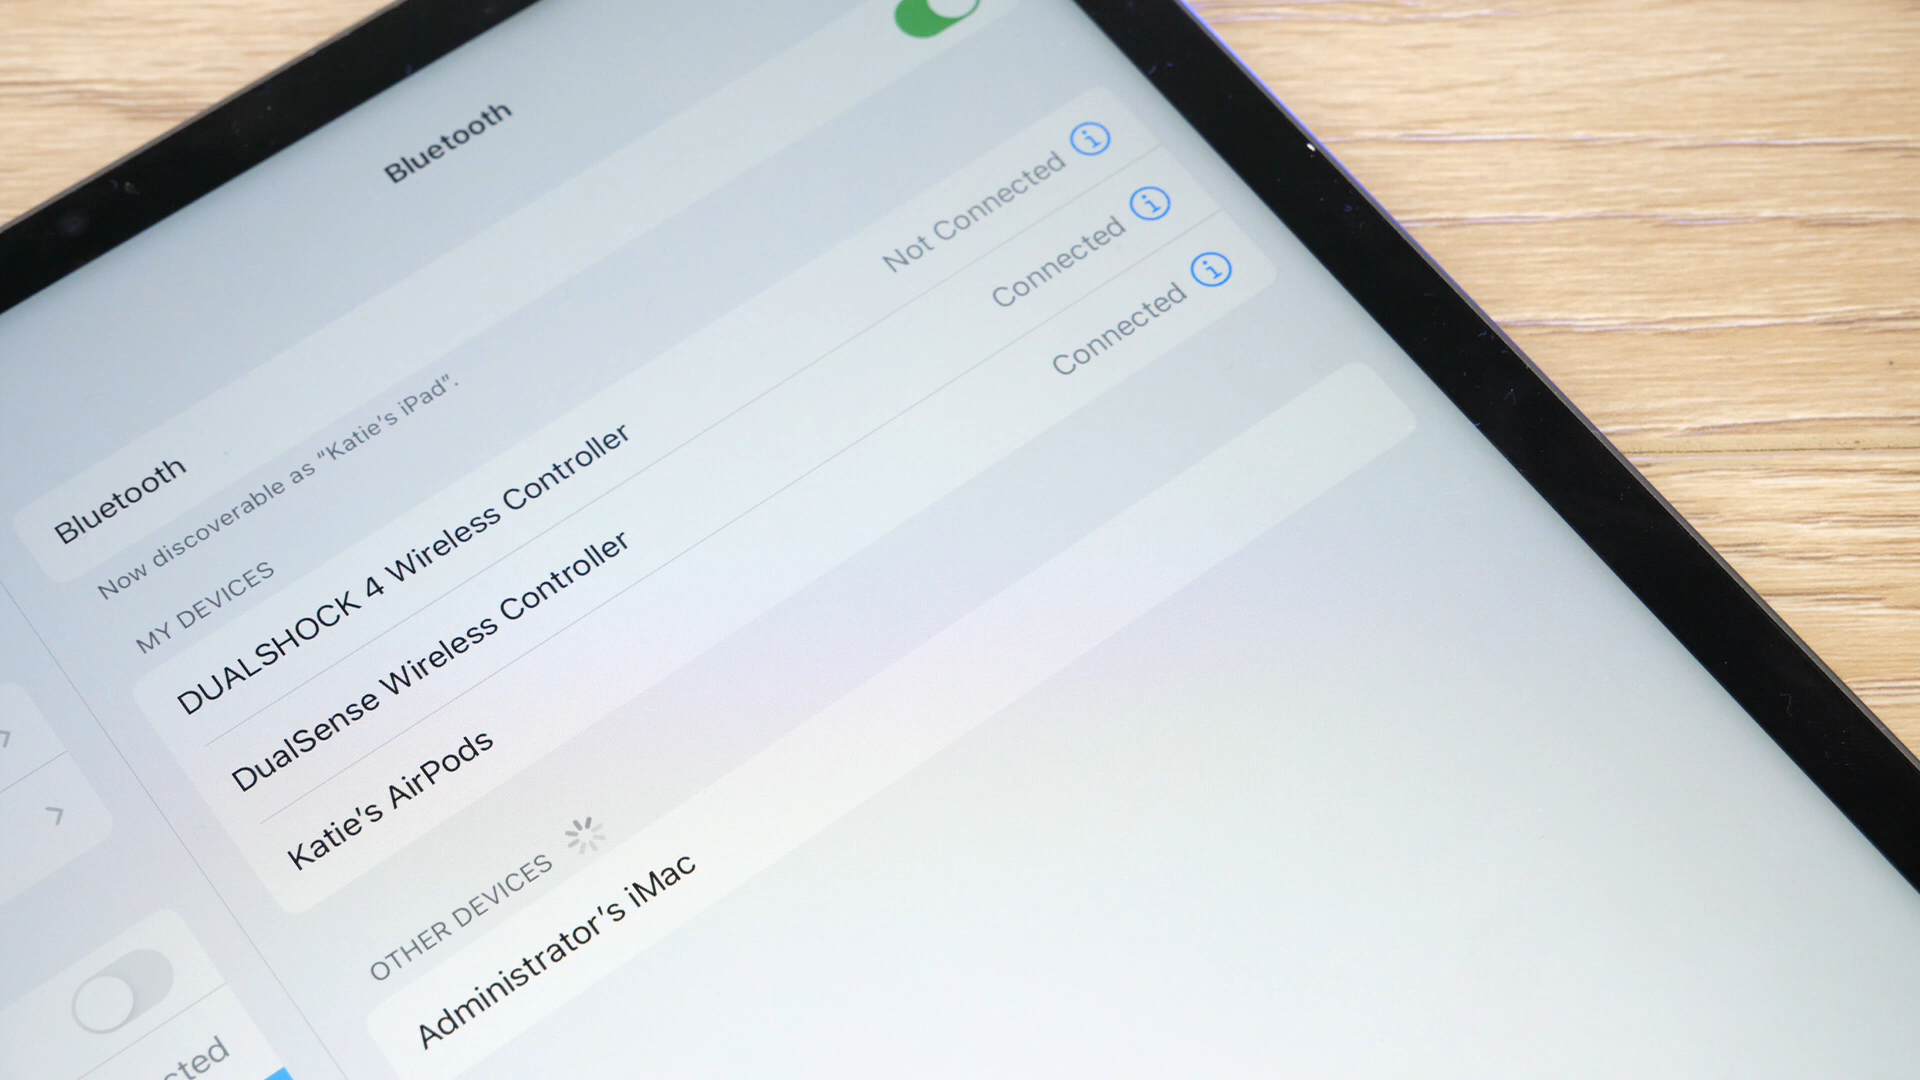 Bluetooth
Bluetooth
Now discoverable as “Katie’s iPad”.
MY DEVICES
DUALSHOCK 4 Wireless Controller Not Connected
DualSense Wireless Controller Connected
Katie’s AirPods Connected
OTHER DEVICES
Administrator’s iMac